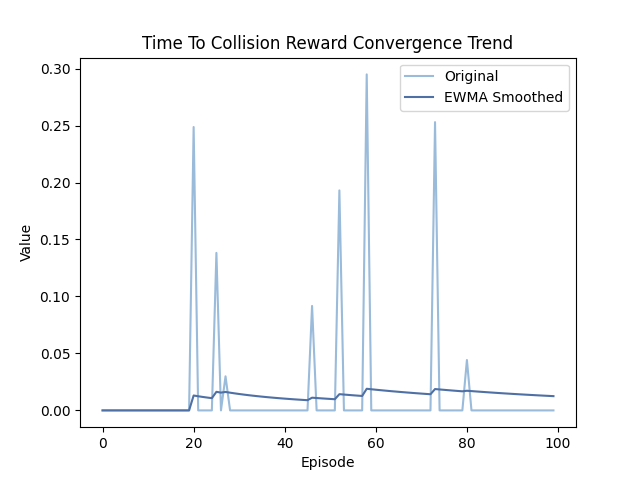 Time To Collision Reward Convergence Trend
Original
EWMA Smoothed
0.30
0.25
0.20
0.15
0.10
0.05
0.00
Value
0 20 40 60 80 100
Episode